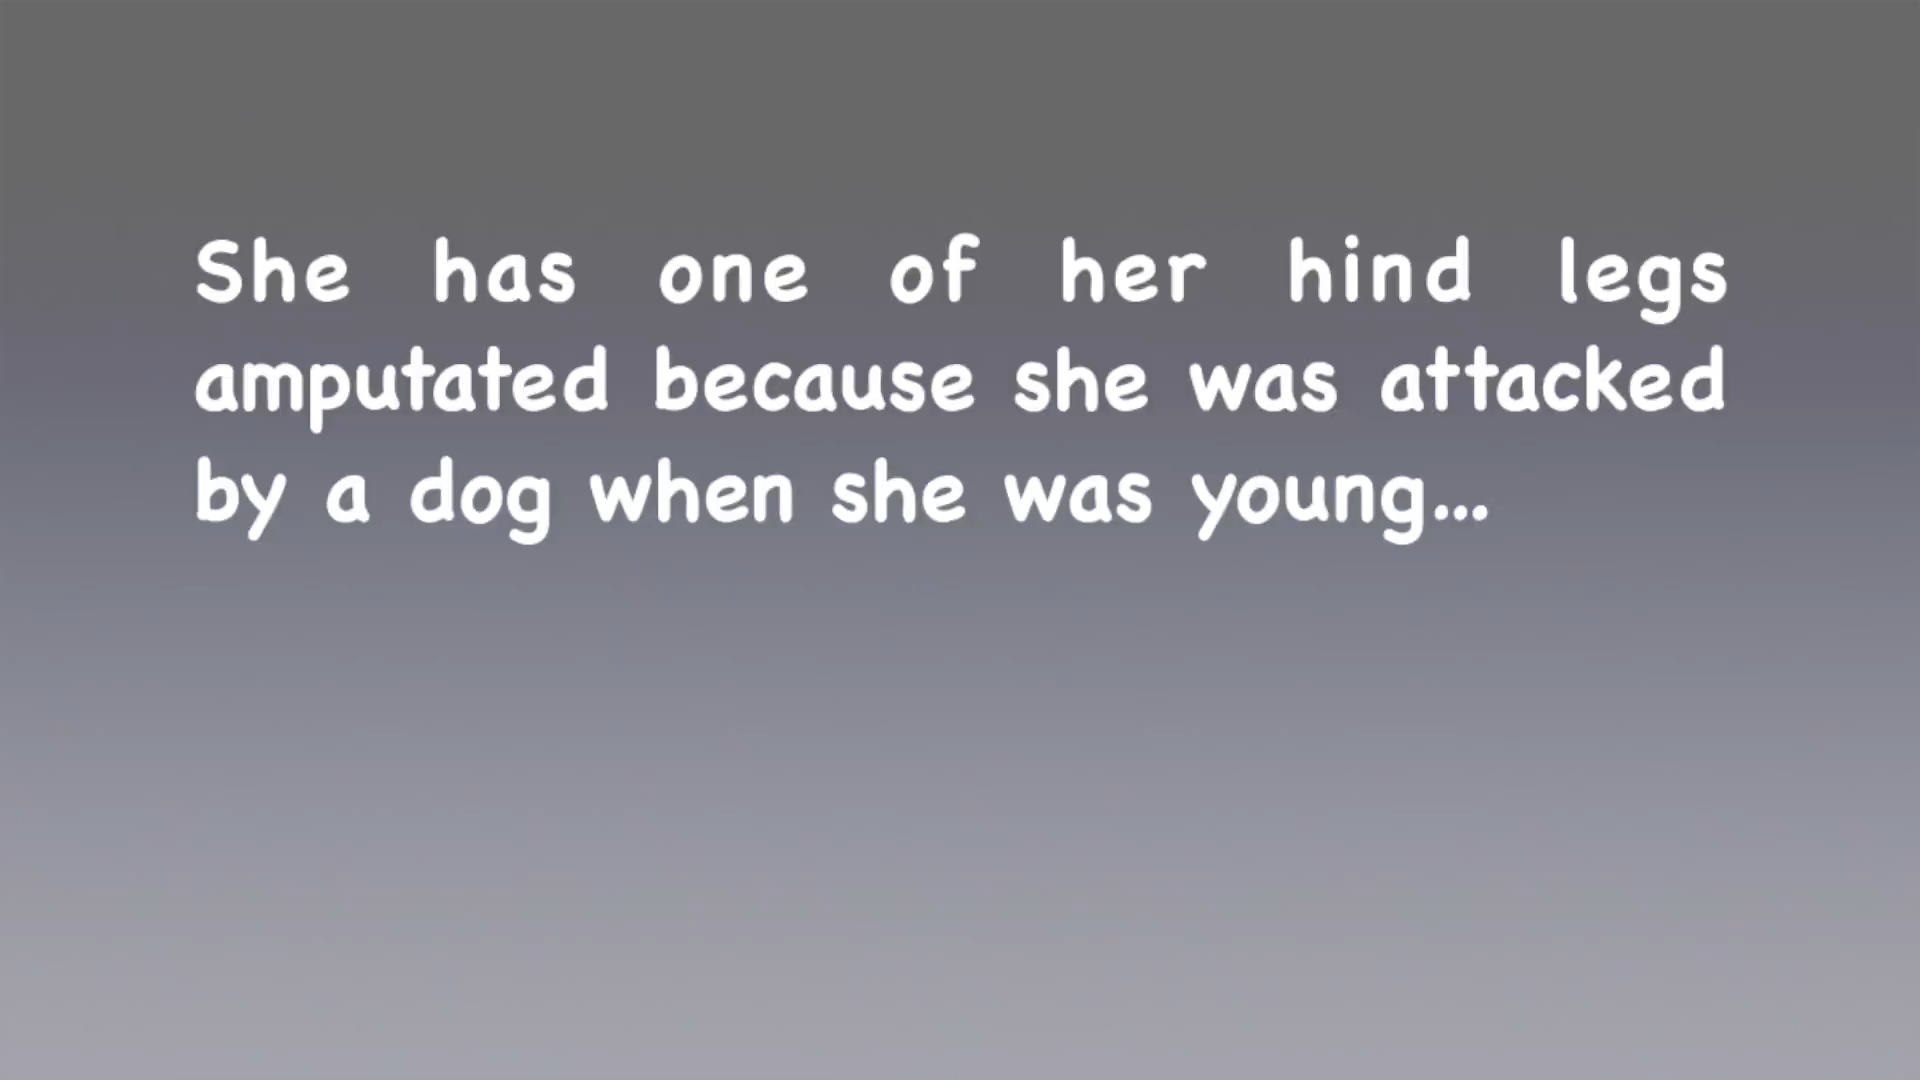 She has one of her hind legs
amputated because she was attacked
by a dog when she was young...